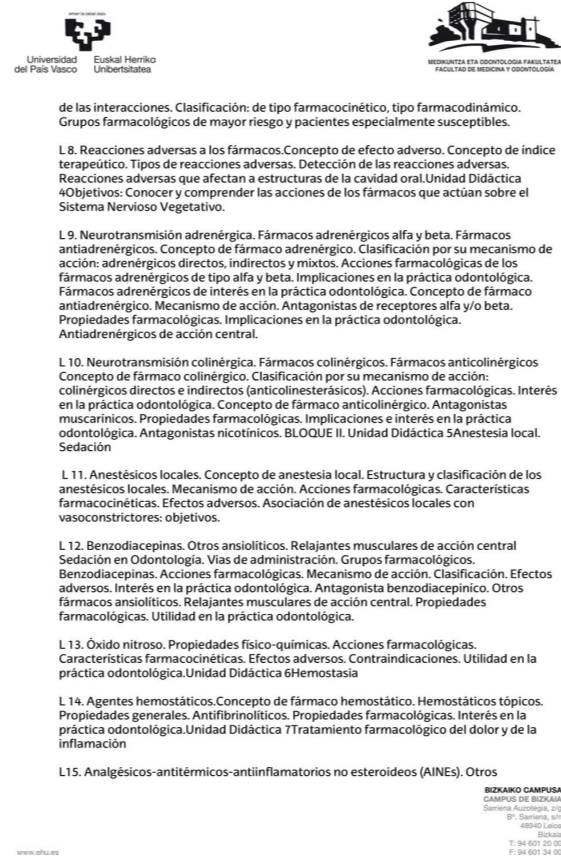 Universidad del País Vasco
Euskal Herriko Unibertsitatea
MEDIKUNTZA ETA ODONTOLOGIA FAKULTATEA
FACULTAD DE MEDICINA Y ODONTOLOGÍA
de las interacciones. Clasificación: de tipo farmacocinético, tipo farmacodinámico.
Grupos farmacológicos de mayor riesgo y pacientes especialmente susceptibles.
L 8. Reacciones adversas a los fármacos.Concepto de efecto adverso. Concepto de índice
terapeútico. Tipos de reacciones adversas. Detección de las reacciones adversas.
Reacciones adversas que afectan a estructuras de la cavidad oral.Unidad Didáctica
4Objetivos: Conocer y comprender las acciones de los fármacos que actúan sobre el
Sistema Nervioso Vegetativo.
L 9. Neurotransmisión adrenérgica. Fármacos adrenérgicos alfa y beta. Fármacos
antiadrenérgicos. Concepto de fármaco adrenérgico. Clasificación por su mecanismo de
acción: adrenérgicos directos, indirectos y mixtos. Acciones farmacológicas de los
fármacos adrenérgicos de tipo alfa y beta. Implicaciones en la práctica odontológica.
Fármacos adrenérgicos de interés en la práctica odontológica. Concepto de fármaco
antiadrenérgico. Mecanismo de acción. Antagonistas de receptores alfa y/o beta.
Propiedades farmacológicas. Implicaciones en la práctica odontológica.
Antiadrenérgicos de acción central.
L 10. Neurotransmisión colinérgica. Fármacos colinérgicos. Fármacos anticolinérgicos
Concepto de fármaco colinérgico. Clasificación por su mecanismo de acción:
colinérgicos directos e indirectos (anticolinesterásicos). Acciones farmacológicas. Interés
en la práctica odontológica. Concepto de fármaco anticolinérgico. Antagonistas
muscarínicos. Propiedades farmacológicas. Implicaciones e interés en la práctica
odontológica. Antagonistas nicotínicos. BLOQUE II. Unidad Didáctica 5Anestesia local.
Sedación
L 11. Anestésicos locales. Concepto de anestesia local. Estructura y clasificación de los
anestésicos locales. Mecanismo de acción. Acciones farmacológicas. Características
farmacocinéticas. Efectos adversos. Asociación de anestésicos locales con
vasoconstrictores: objetivos.
L 12. Benzodiacepinas. Otros ansiolíticos. Relajantes musculares de acción central
Sedación en Odontología. Vias de administración. Grupos farmacológicos.
Benzodiacepinas. Acciones farmacológicas. Mecanismo de acción. Clasificación. Efectos
adversos. Interés en la práctica odontológica. Antagonista benzodiacepiníco. Otros
fármacos ansiolíticos. Relajantes musculares de acción central. Propiedades
farmacológicas. Utilidad en la práctica odontológica.
L 13. Óxido nitroso. Propiedades físico-químicas. Acciones farmacológicas.
Características farmacocinéticas. Efectos adversos. Contraindicaciones. Utilidad en la
práctica odontológica.Unidad Didáctica 6Hemostasia
L 14. Agentes hemostáticos.Concepto de fármaco hemostático. Hemostáticos tópicos.
Propiedades generales. Antifibrinolíticos. Propiedades farmacológicas. Interés en la
práctica odontológica.Unidad Didáctica 7Tratamiento farmacológico del dolor y de la
inflamación
L15. Analgésicos-antitérmicos-antiinflamatorios no esteroideos (AINEs). Otros
BIZKAIKO CAMPUSA
CAMPUS DE BIZKAIA
Sarriena Auzotegia, z/g
Bº. Sarriena, s/n
48940 Leioa
Bizkaia
T: 94 601 20 00
F: 94 601 34 00
www.ehu.es